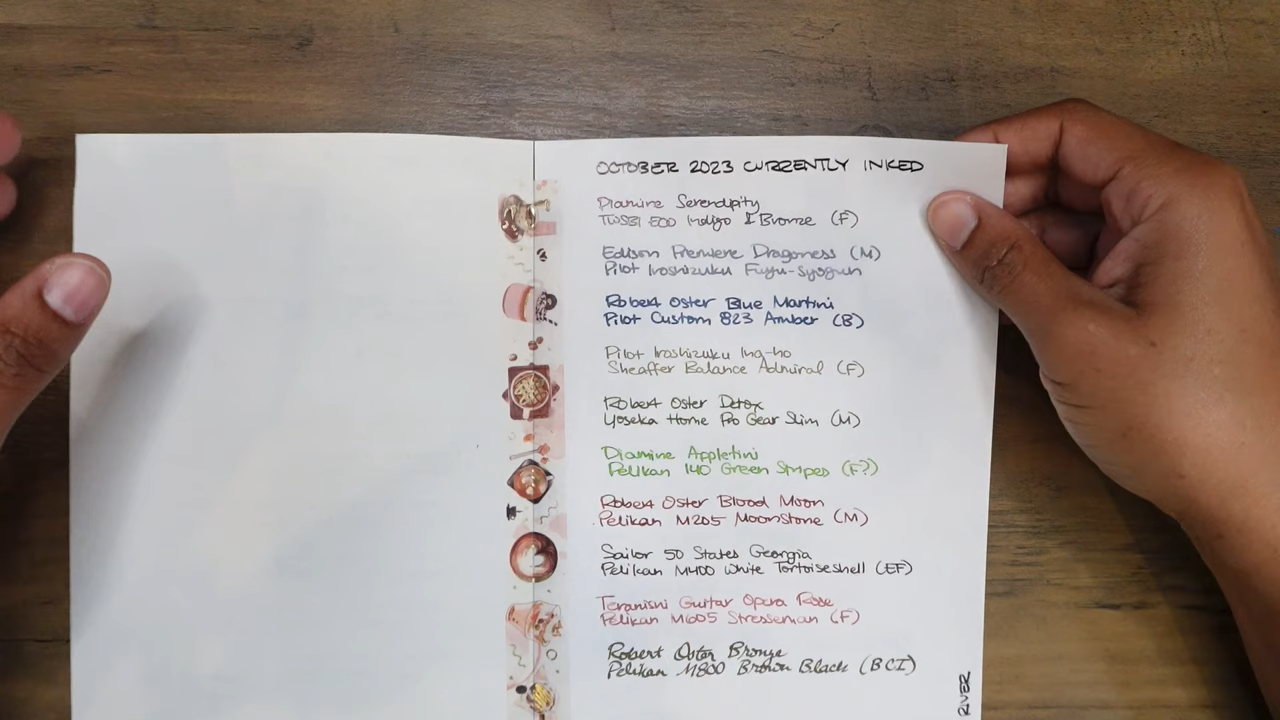 OCTOBER 2023 CURRENTLY INKED
Diamine Serendipity
TWSBI ECO Indigo & Bronze (F)
Edison Premiere Dragoness (M)
Pilot Iroshizuku Fuyu-Syogun
Robert Oster Blue Martini
Pilot Custom 823 Amber (B)
Pilot Iroshizuku Ina-ho
Sheaffer Balance Admiral (F)
Robert Oster Detox
Yoseka Home Pro Gear Slim (M)
Diamine Appletini
Pelikan 140 Green Stripes (F?)
Robert Oster Blood Moon
Pelikan M205 Moonstone (M)
Sailor 50 States Georgia
Pelikan M400 White Tortoiseshell (EF)
Teranishi Guitar Opera Rose
Pelikan M605 Stresseman (F)
Robert Oster Bronze
Pelikan M800 Brown Black (BCI)
RIVER